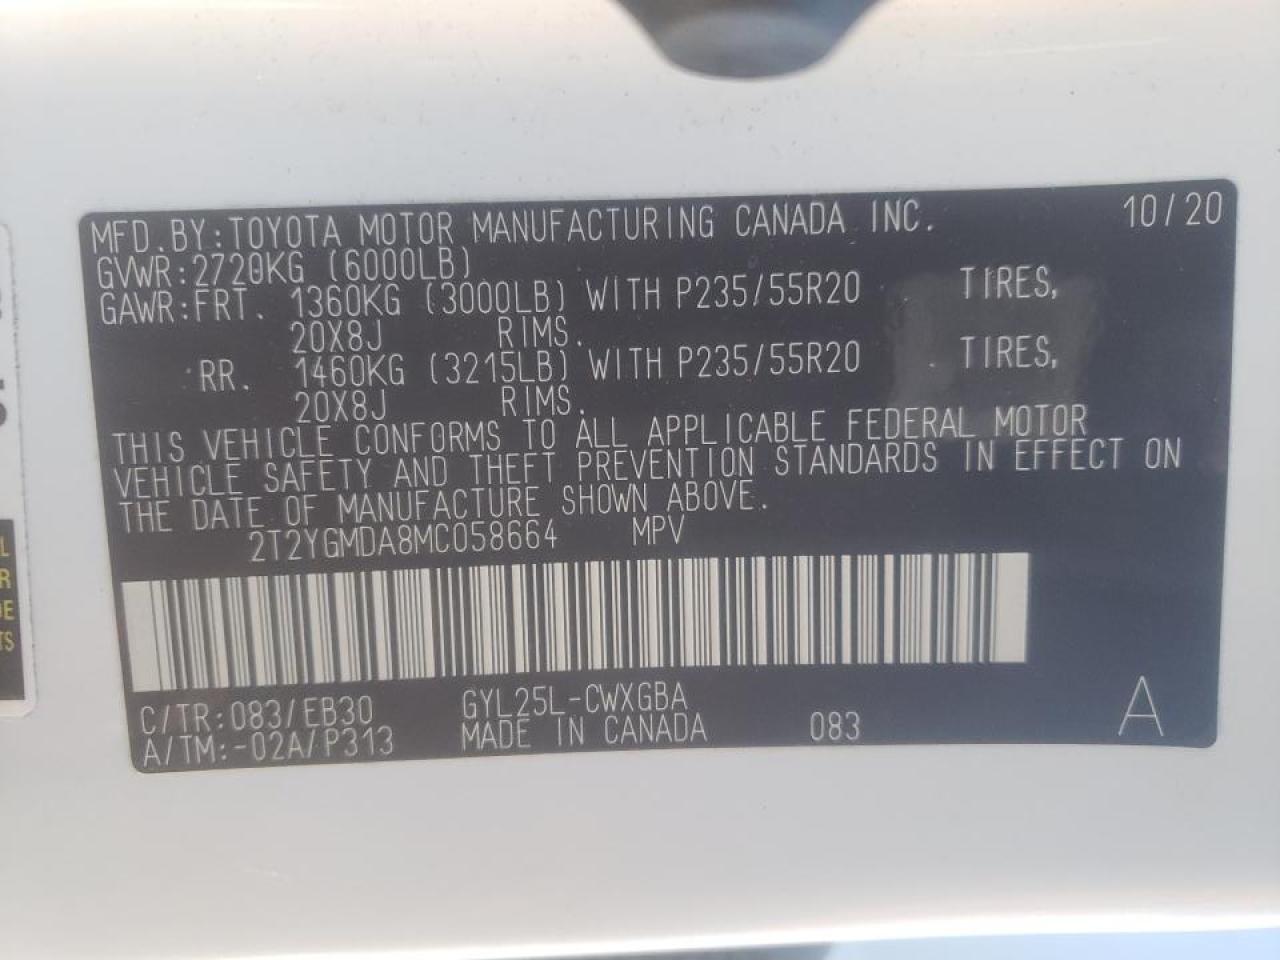 MFD.BY:TOYOTA MOTOR MANUFACTURING CANADA INC. 10/20
GVWR:2720KG (6000LB)
GAWR:FRT. 1360KG (3000LB) WITH P235/55R20 TIRES,
20X8J RIMS.
RR. 1460KG (3215LB) WITH P235/55R20 TIRES,
20X8J RIMS.
THIS VEHICLE CONFORMS TO ALL APPLICABLE FEDERAL MOTOR
VEHICLE SAFETY AND THEFT PREVENTION STANDARDS IN EFFECT ON
THE DATE OF MANUFACTURE SHOWN ABOVE.
2T2YGMDA8MC058664 MPV
C/TR:083/EB30 GYL25L-CWXGBA
A/TM:-02A/P313 MADE IN CANADA 083 A